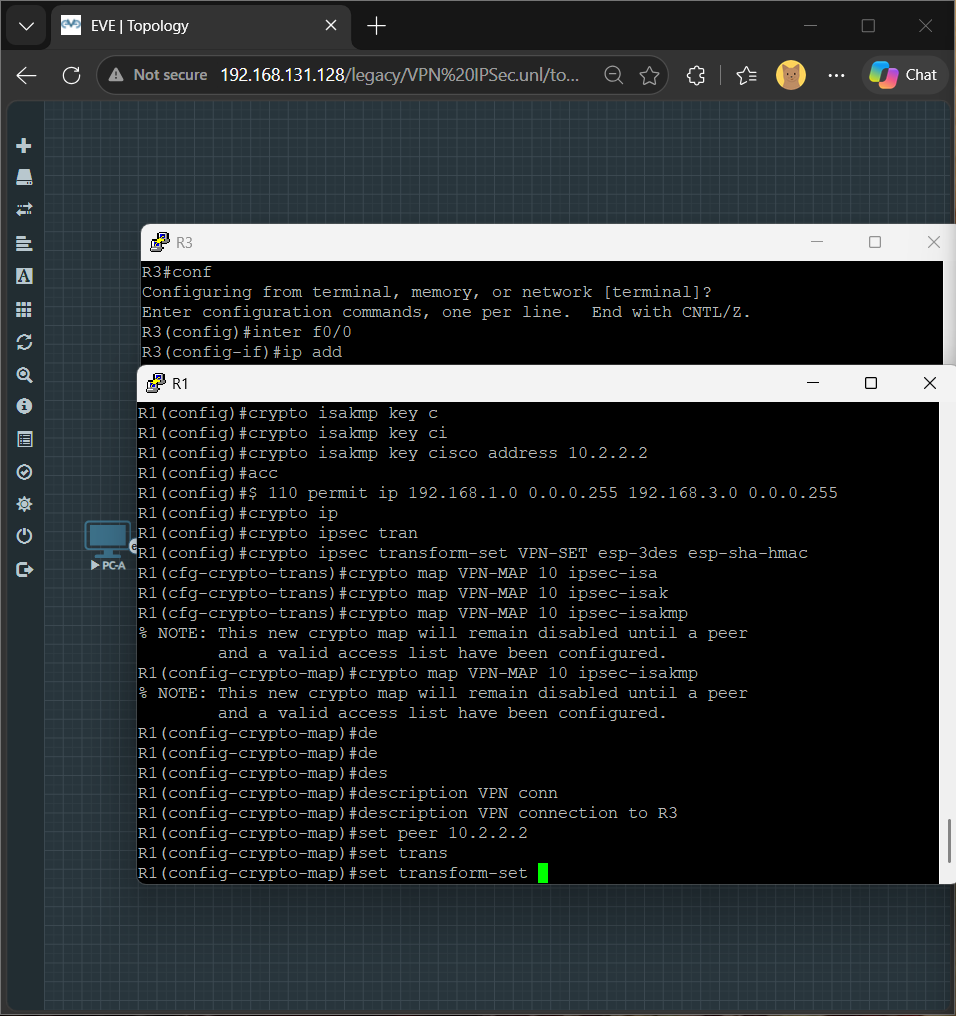 EVE | Topology
Not secure 192.168.131.128/legacy/VPN%20IPSec.unl/to...
Chat
R3
R3#conf
Configuring from terminal, memory, or network [terminal]?
Enter configuration commands, one per line.  End with CNTL/Z.
R3(config)#inter f0/0
R3(config-if)#ip add
R1
R1(config)#crypto isakmp key c
R1(config)#crypto isakmp key ci
R1(config)#crypto isakmp key cisco address 10.2.2.2
R1(config)#acc
R1(config)#$ 110 permit ip 192.168.1.0 0.0.0.255 192.168.3.0 0.0.0.255
R1(config)#crypto ip
R1(config)#crypto ipsec tran
R1(config)#crypto ipsec transform-set VPN-SET esp-3des esp-sha-hmac
R1(cfg-crypto-trans)#crypto map VPN-MAP 10 ipsec-isa
R1(cfg-crypto-trans)#crypto map VPN-MAP 10 ipsec-isak
R1(cfg-crypto-trans)#crypto map VPN-MAP 10 ipsec-isakmp
% NOTE: This new crypto map will remain disabled until a peer
and a valid access list have been configured.
R1(config-crypto-map)#crypto map VPN-MAP 10 ipsec-isakmp
% NOTE: This new crypto map will remain disabled until a peer
and a valid access list have been configured.
R1(config-crypto-map)#de
R1(config-crypto-map)#de
R1(config-crypto-map)#des
R1(config-crypto-map)#description VPN conn
R1(config-crypto-map)#description VPN connection to R3
R1(config-crypto-map)#set peer 10.2.2.2
R1(config-crypto-map)#set trans
R1(config-crypto-map)#set transform-set
PC-A